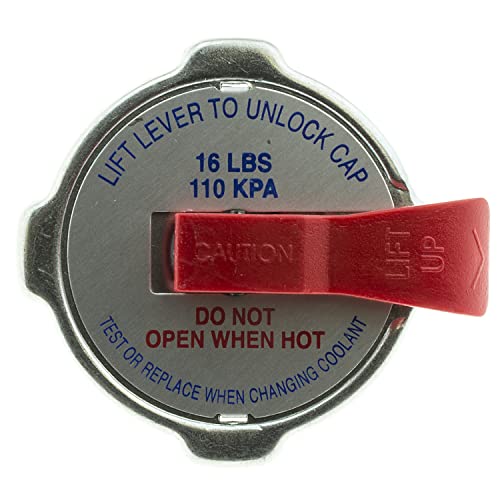 LIFT LEVER TO UNLOCK CAP
16 LBS
110 KPA
CAUTION
LIFT
UP
DO NOT
OPEN WHEN HOT
TEST OR REPLACE WHEN CHANGING COOLANT